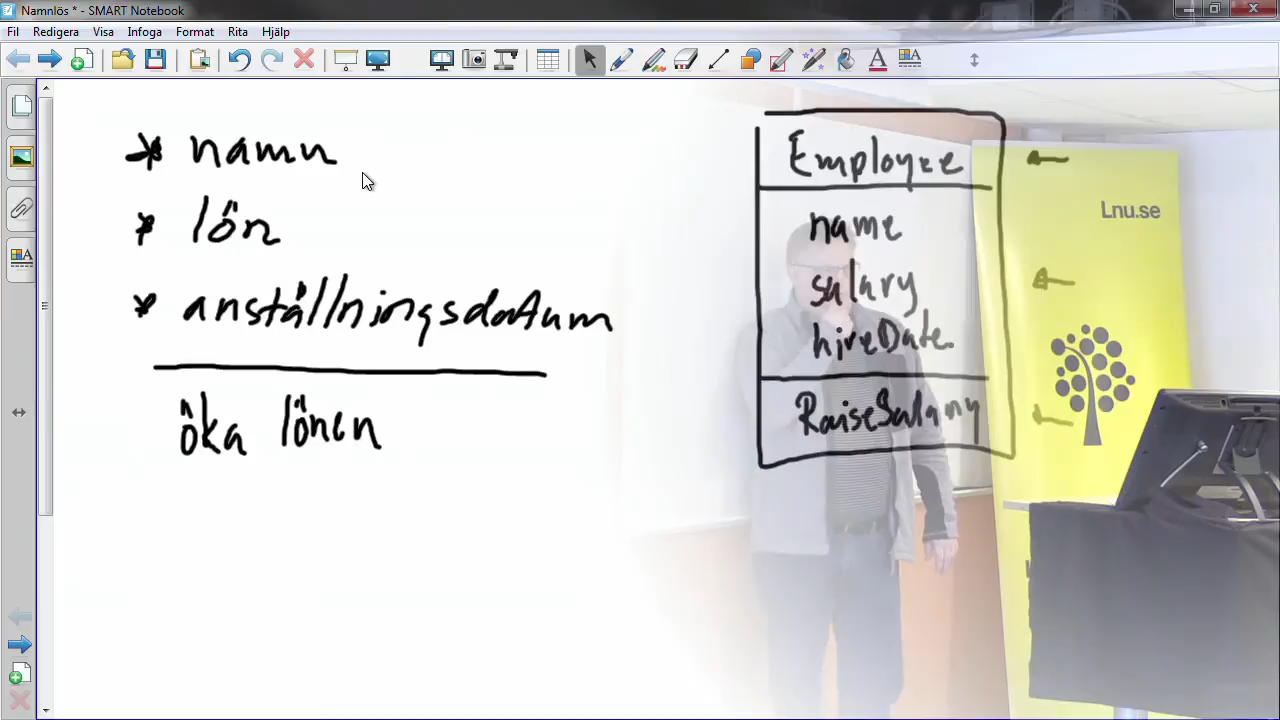 Namnlös * - SMART Notebook
Fil Redigera Visa Infoga Format Rita Hjälp
* namn
* lön
* anställningsdatum
öka lönen
Employee
name
salary
hireDate
RaiseSalary
Lnu.se